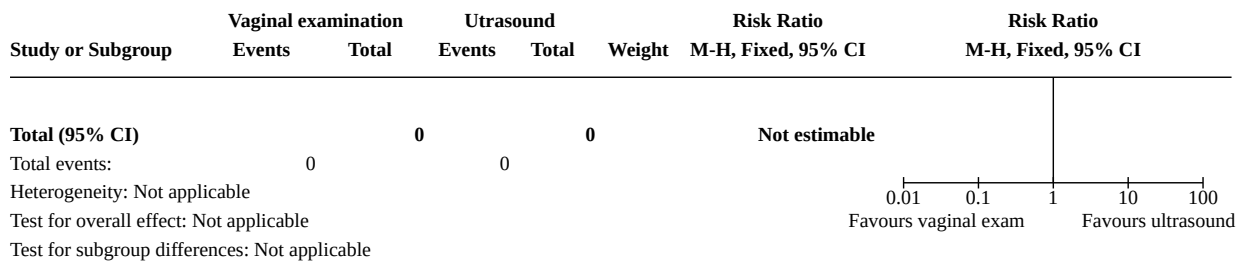 Vaginal examination Utrasound Risk Ratio Risk Ratio
Study or Subgroup Events Total Events Total Weight M-H, Fixed, 95% CI M-H, Fixed, 95% CI
Total (95% CI) 0 0 Not estimable
Total events: 0 0
Heterogeneity: Not applicable
0.01 0.1 1 10 100
Test for overall effect: Not applicable Favours vaginal exam Favours ultrasound
Test for subgroup differences: Not applicable